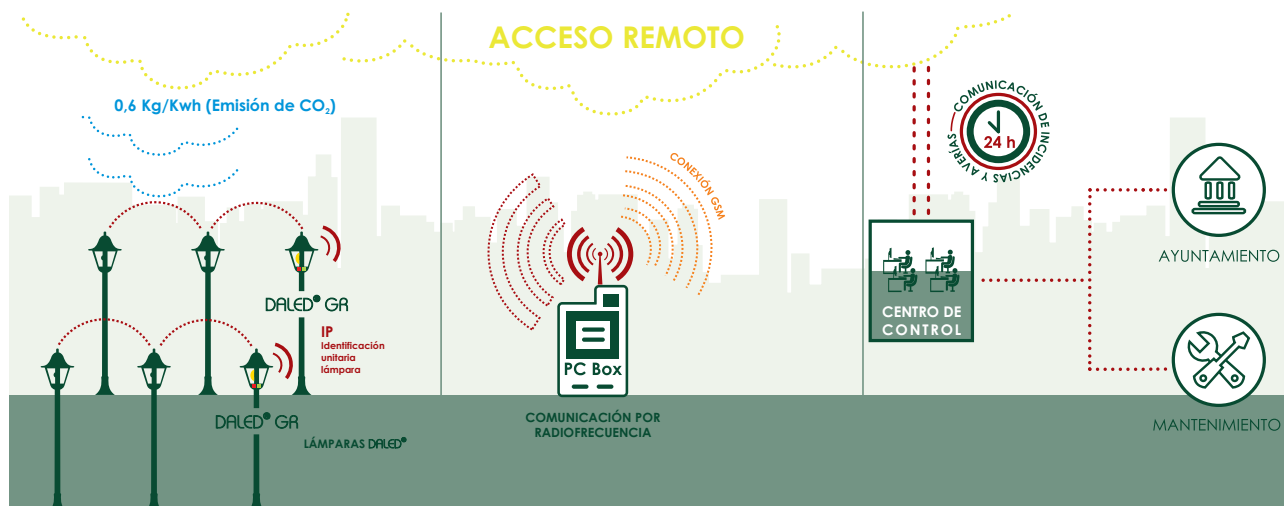 ACCESO REMOTO
0,6 Kg/Kwh (Emisión de CO₂)
DALED® GR
IP
Identificación
unitaria
lámpara
DALED® GR
LÁMPARAS DALED®
CONEXIÓN GSM
PC Box
COMUNICACIÓN POR
RADIOFRECUENCIA
COMUNICACIÓN DE INCIDENCIAS Y AVERÍAS
24 h
CENTRO DE
CONTROL
AYUNTAMIENTO
MANTENIMIENTO